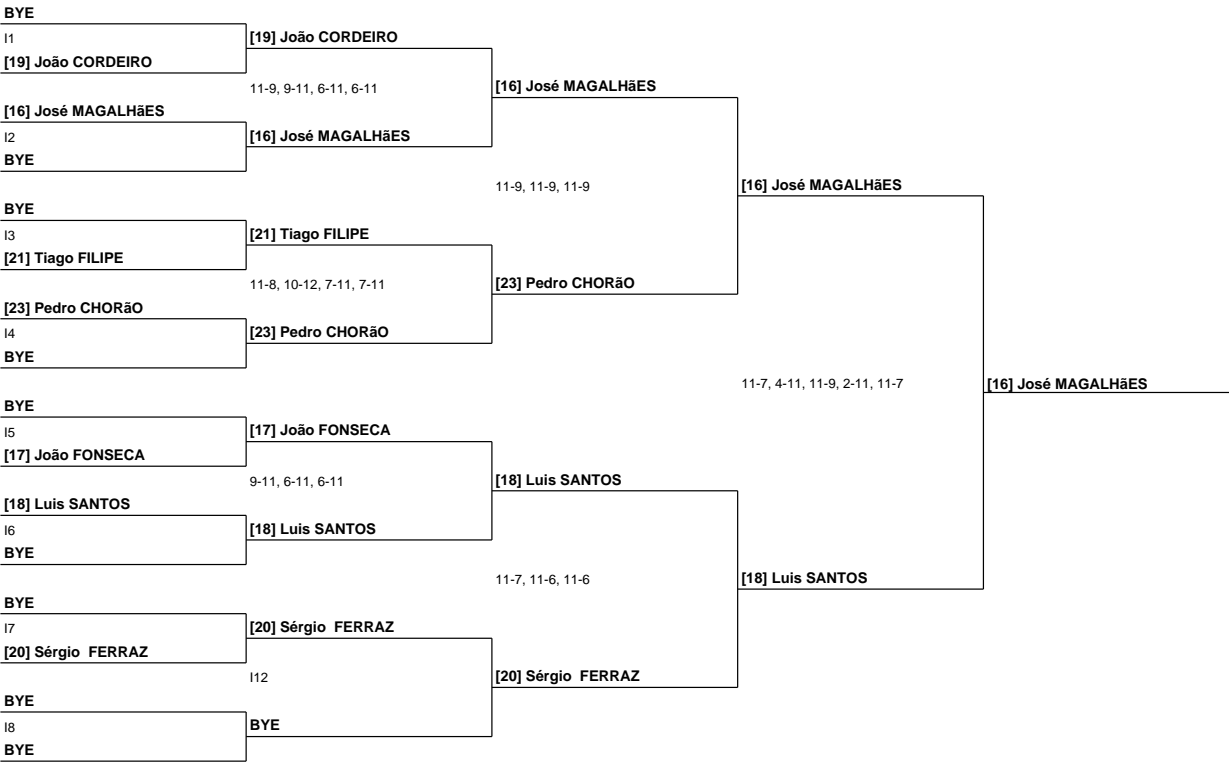 BYE
I1
[19] João CORDEIRO
[19] João CORDEIRO
11-9, 9-11, 6-11, 6-11
[16] José MAGALHãES
[16] José MAGALHãES
I2
[16] José MAGALHãES
BYE
11-9, 11-9, 11-9
[16] José MAGALHãES
BYE
I3
[21] Tiago FILIPE
[21] Tiago FILIPE
11-8, 10-12, 7-11, 7-11
[23] Pedro CHORãO
[23] Pedro CHORãO
I4
[23] Pedro CHORãO
BYE
11-7, 4-11, 11-9, 2-11, 11-7
[16] José MAGALHãES
BYE
I5
[17] João FONSECA
[17] João FONSECA
9-11, 6-11, 6-11
[18] Luis SANTOS
[18] Luis SANTOS
I6
[18] Luis SANTOS
BYE
11-7, 11-6, 11-6
[18] Luis SANTOS
BYE
I7
[20] Sérgio  FERRAZ
[20] Sérgio  FERRAZ
I12
[20] Sérgio  FERRAZ
BYE
I8
BYE
BYE